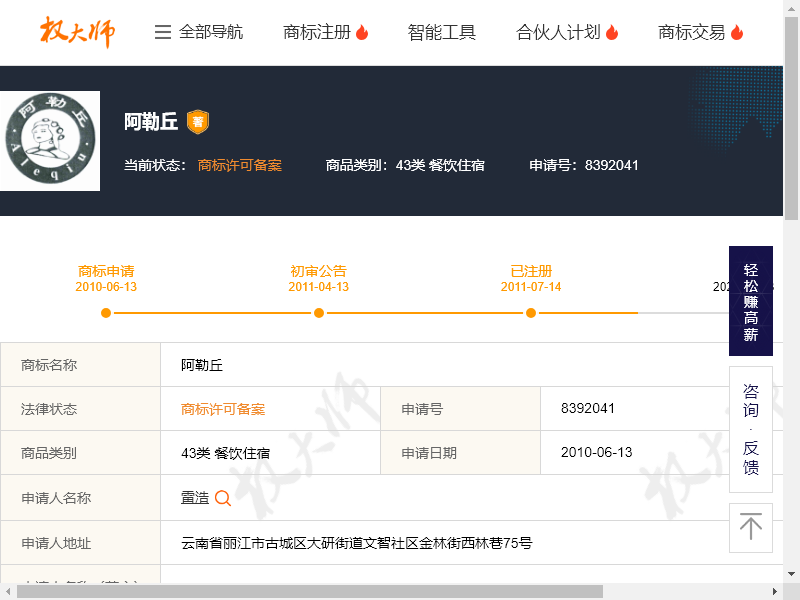 权大师
全部导航
商标注册
智能工具
合伙人计划
商标交易
阿勒丘
Aleqiu
阿勒丘
著
当前状态：商标许可备案
商品类别：43类 餐饮住宿
申请号：8392041
商标申请
2010-06-13
初审公告
2011-04-13
已注册
2011-07-14
轻松赚高薪
商标名称
阿勒丘
法律状态
商标许可备案
申请号
8392041
商品类别
43类 餐饮住宿
申请日期
2010-06-13
申请人名称
雷浩
申请人地址
云南省丽江市古城区大研街道文智社区金林街西林巷75号
咨询·反馈
权大师
权